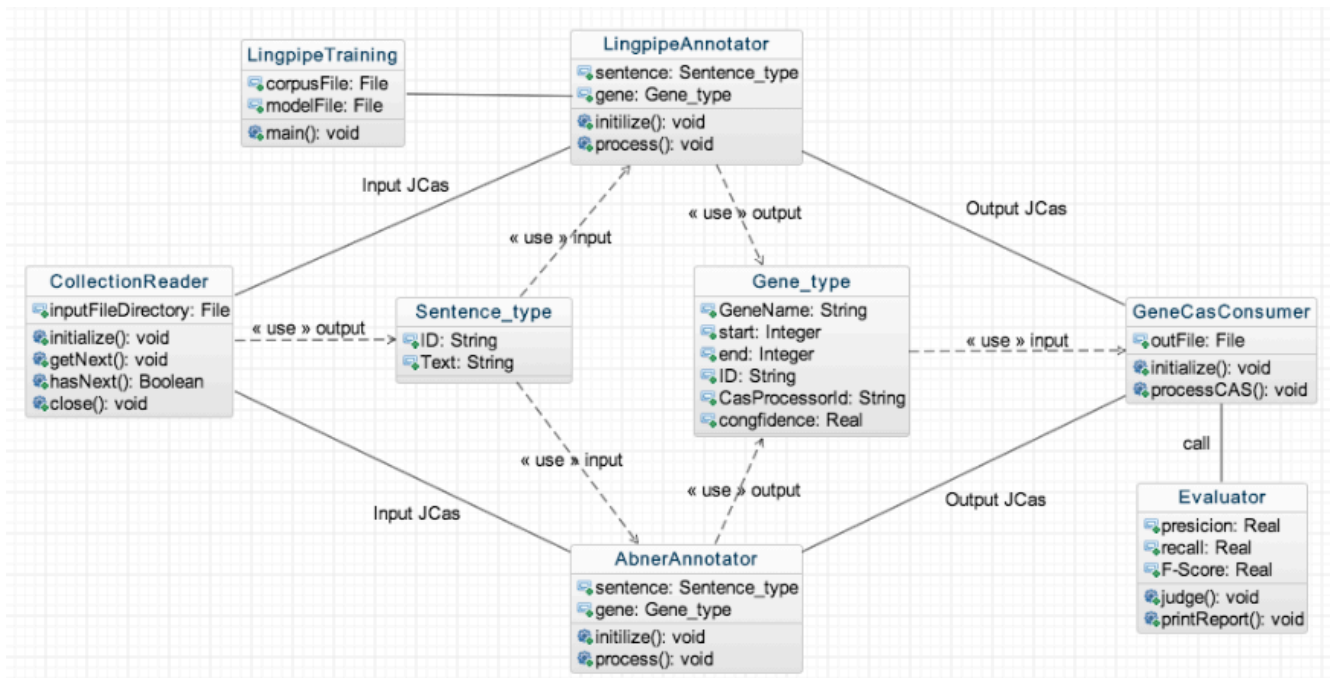 LingpipeTraining
corpusFile: File
modelFile: File
main(): void
LingpipeAnnotator
sentence: Sentence_type
gene: Gene_type
initilize(): void
process(): void
Input JCas
« use » output
Output JCas
« use » input
CollectionReader
inputFileDirectory: File
initialize(): void
getNext(): void
hasNext(): Boolean
close(): void
« use » output
Sentence_type
ID: String
Text: String
Gene_type
GeneName: String
start: Integer
end: Integer
ID: String
CasProcessorId: String
congfidence: Real
« use » input
GeneCasConsumer
outFile: File
initialize(): void
processCAS(): void
call
« use » input
« use » output
Input JCas
Output JCas
Evaluator
presicion: Real
recall: Real
F-Score: Real
judge(): void
printReport(): void
AbnerAnnotator
sentence: Sentence_type
gene: Gene_type
initilize(): void
process(): void